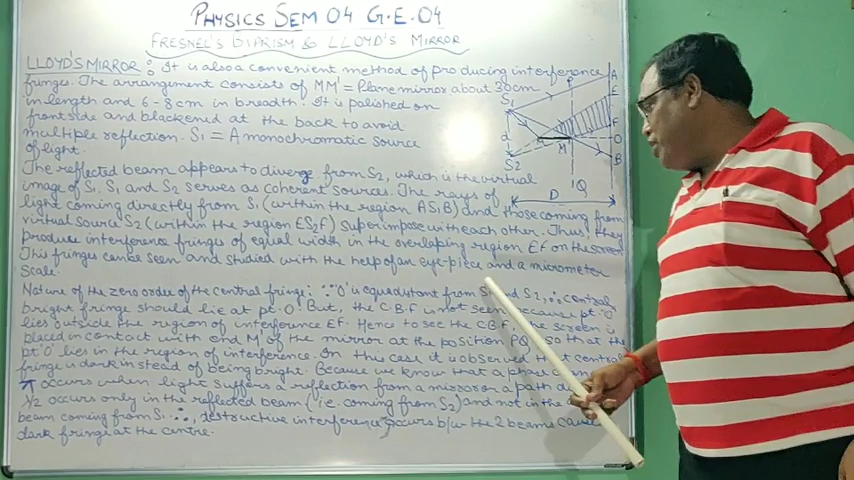 PHYSICS SEM 04 G.E.04
FRESNEL'S BIPRISM & LLOYD'S MIRROR
LLOYD'S MIRROR : It is also a convenient method of producing interference
fringes. The arrangement consists of MM' = Plane mirror about 30cm
in length and 6-8cm in breadth. It is polished on
front side and blackened at the back to avoid
multiple reflection. S1 = A monochromatic source
of light.
The reflected beam appears to diverge from S2, which is the virtual
image of S1. S1 and S2 serves as coherent sources. The rays of
light coming directly from S1 (within the region AS1B) and those coming from
virtual source S2 (within the region ES2F) superimpose with each other. Thus, they
produce interference fringes of equal width in the overlaping region EF on the screen
This fringes can be seen and studied with the help of an eye-piece and a micrometer
scale.
Nature of the zero order of the central fringe: ∵ 'O' is equidistant from S and S2, ∴ central
bright fringe should lie at pt. O. But, the C.B.F is not seen because pt. 'O'
lies outside the region of interference EF. Hence to see the C.B.F, the screen is
placed in contact with end M' of the mirror at the position PQ, so that the
pt. 'O' lies in the region of interference. In this case it is observed that central
fringe is dark in stead of being bright. Because we know that a phase
π occurs when light suffers a reflection from a mirror. a path
λ/2 occurs only in the reflected beam (i.e. coming from S2) and not in the
beam coming from S1. ∴, destructive interference occurs b/w the 2 beams cause
dark fringe at the centre.
S1
S2
d
M
P
Q
D
A
E
F
O
B